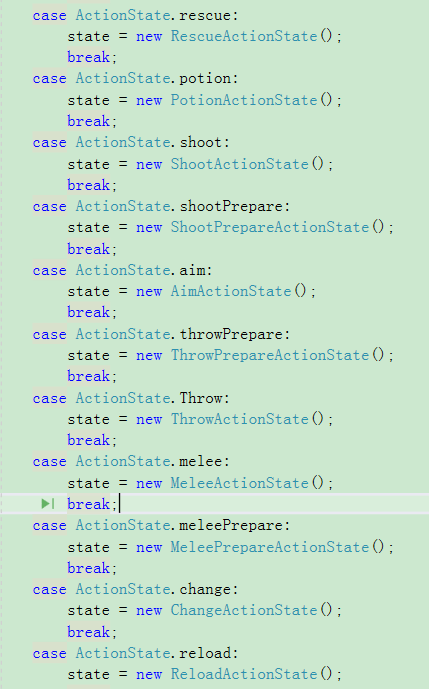 case ActionState.rescue:
state = new RescueActionState();
break;
case ActionState.potion:
state = new PotionActionState();
break;
case ActionState.shoot:
state = new ShootActionState();
break;
case ActionState.shootPrepare:
state = new ShootPrepareActionState();
break;
case ActionState.aim:
state = new AimActionState();
break;
case ActionState.throwPrepare:
state = new ThrowPrepareActionState();
break;
case ActionState.Throw:
state = new ThrowActionState();
break;
case ActionState.melee:
state = new MeleeActionState();
break;
case ActionState.meleePrepare:
state = new MeleePrepareActionState();
break;
case ActionState.change:
state = new ChangeActionState();
break;
case ActionState.reload:
state = new ReloadActionState();